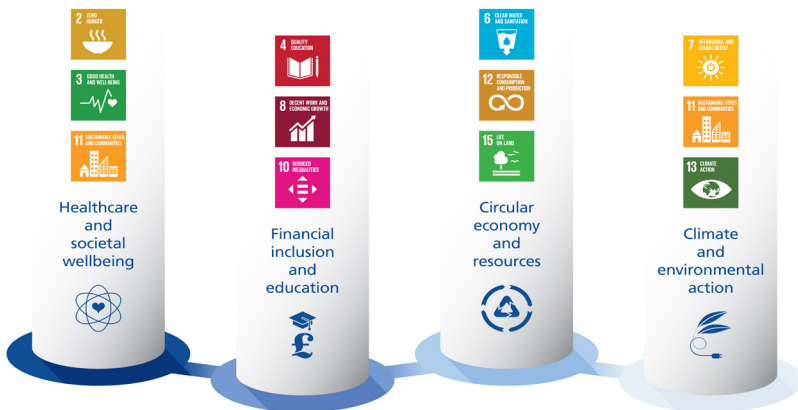 2 ZERO
HUNGER
3 GOOD HEALTH
AND WELL-BEING
11 SUSTAINABLE CITIES
AND COMMUNITIES
Healthcare
and
societal
wellbeing
4 QUALITY
EDUCATION
8 DECENT WORK AND
ECONOMIC GROWTH
10 REDUCED
INEQUALITIES
Financial
inclusion
and
education
£
6 CLEAN WATER
AND SANITATION
12 RESPONSIBLE
CONSUMPTION
AND PRODUCTION
15 LIFE
ON LAND
Circular
economy
and
resources
7 AFFORDABLE AND
CLEAN ENERGY
11 SUSTAINABLE CITIES
AND COMMUNITIES
13 CLIMATE
ACTION
Climate
and
environmental
action